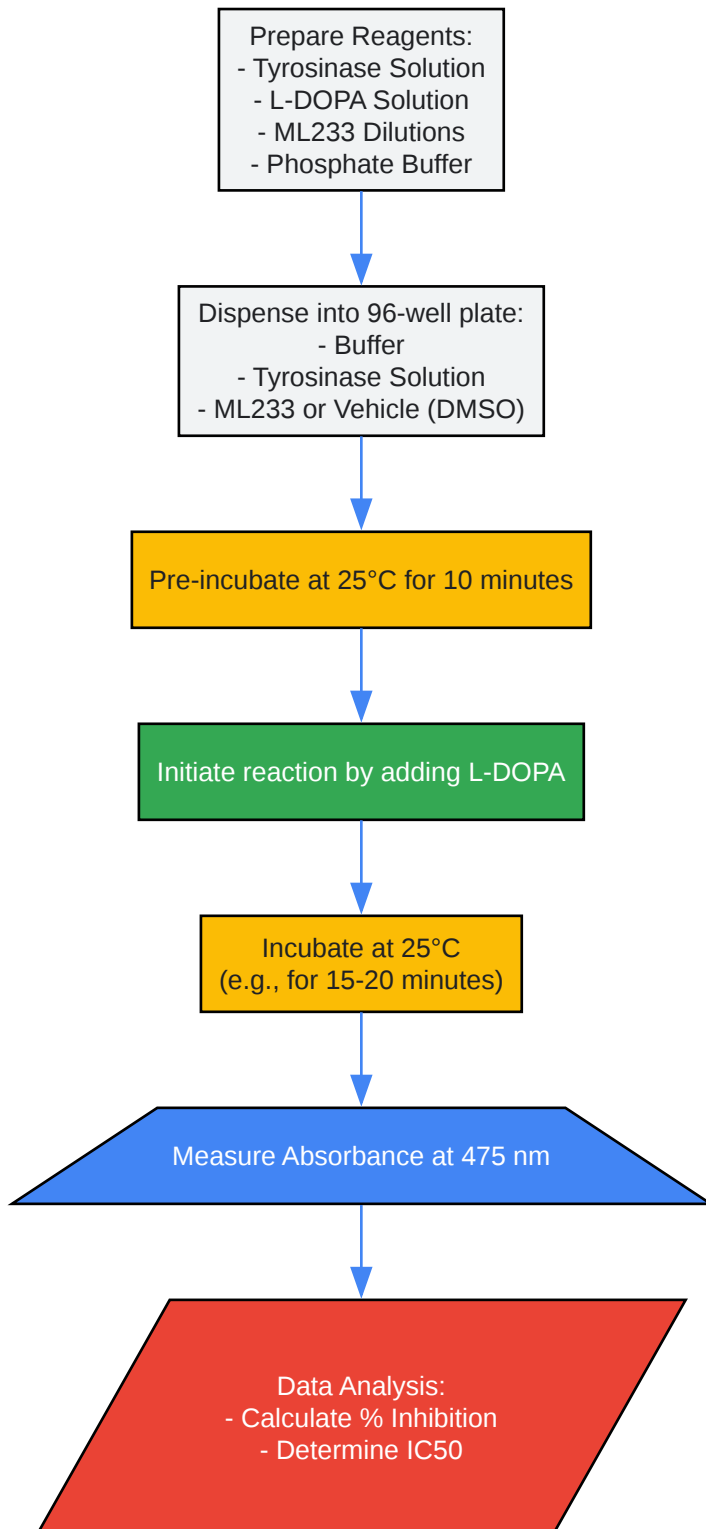 Prepare Reagents:
- Tyrosinase Solution
- L-DOPA Solution
- ML233 Dilutions
- Phosphate Buffer
Dispense into 96-well plate:
- Buffer
- Tyrosinase Solution
- ML233 or Vehicle (DMSO)
Pre-incubate at 25°C for 10 minutes
Initiate reaction by adding L-DOPA
Incubate at 25°C
(e.g., for 15-20 minutes)
Measure Absorbance at 475 nm
Data Analysis:
- Calculate % Inhibition
- Determine IC50